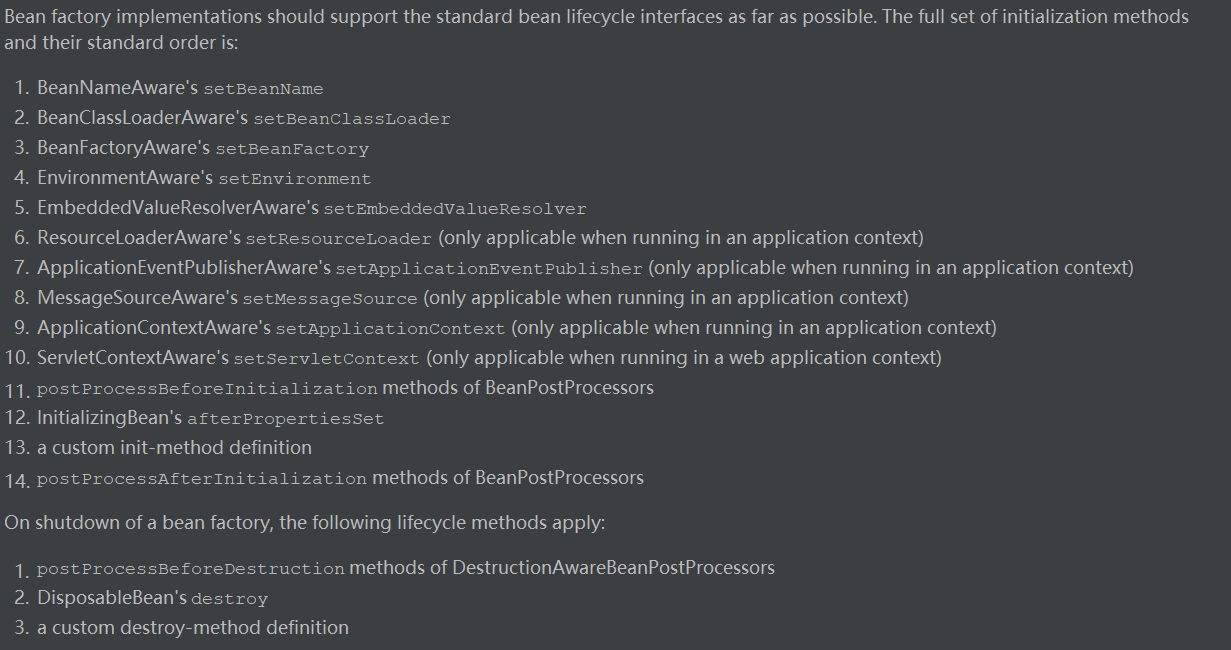 Bean factory implementations should support the standard bean lifecycle interfaces as far as possible. The full set of initialization methods
and their standard order is:
1. BeanNameAware's setBeanName
2. BeanClassLoaderAware's setBeanClassLoader
3. BeanFactoryAware's setBeanFactory
4. EnvironmentAware's setEnvironment
5. EmbeddedValueResolverAware's setEmbeddedValueResolver
6. ResourceLoaderAware's setResourceLoader (only applicable when running in an application context)
7. ApplicationEventPublisherAware's setApplicationEventPublisher (only applicable when running in an application context)
8. MessageSourceAware's setMessageSource (only applicable when running in an application context)
9. ApplicationContextAware's setApplicationContext (only applicable when running in an application context)
10. ServletContextAware's setServletContext (only applicable when running in a web application context)
11. postProcessBeforeInitialization methods of BeanPostProcessors
12. InitializingBean's afterPropertiesSet
13. a custom init-method definition
14. postProcessAfterInitialization methods of BeanPostProcessors
On shutdown of a bean factory, the following lifecycle methods apply:
1. postProcessBeforeDestruction methods of DestructionAwareBeanPostProcessors
2. DisposableBean's destroy
3. a custom destroy-method definition